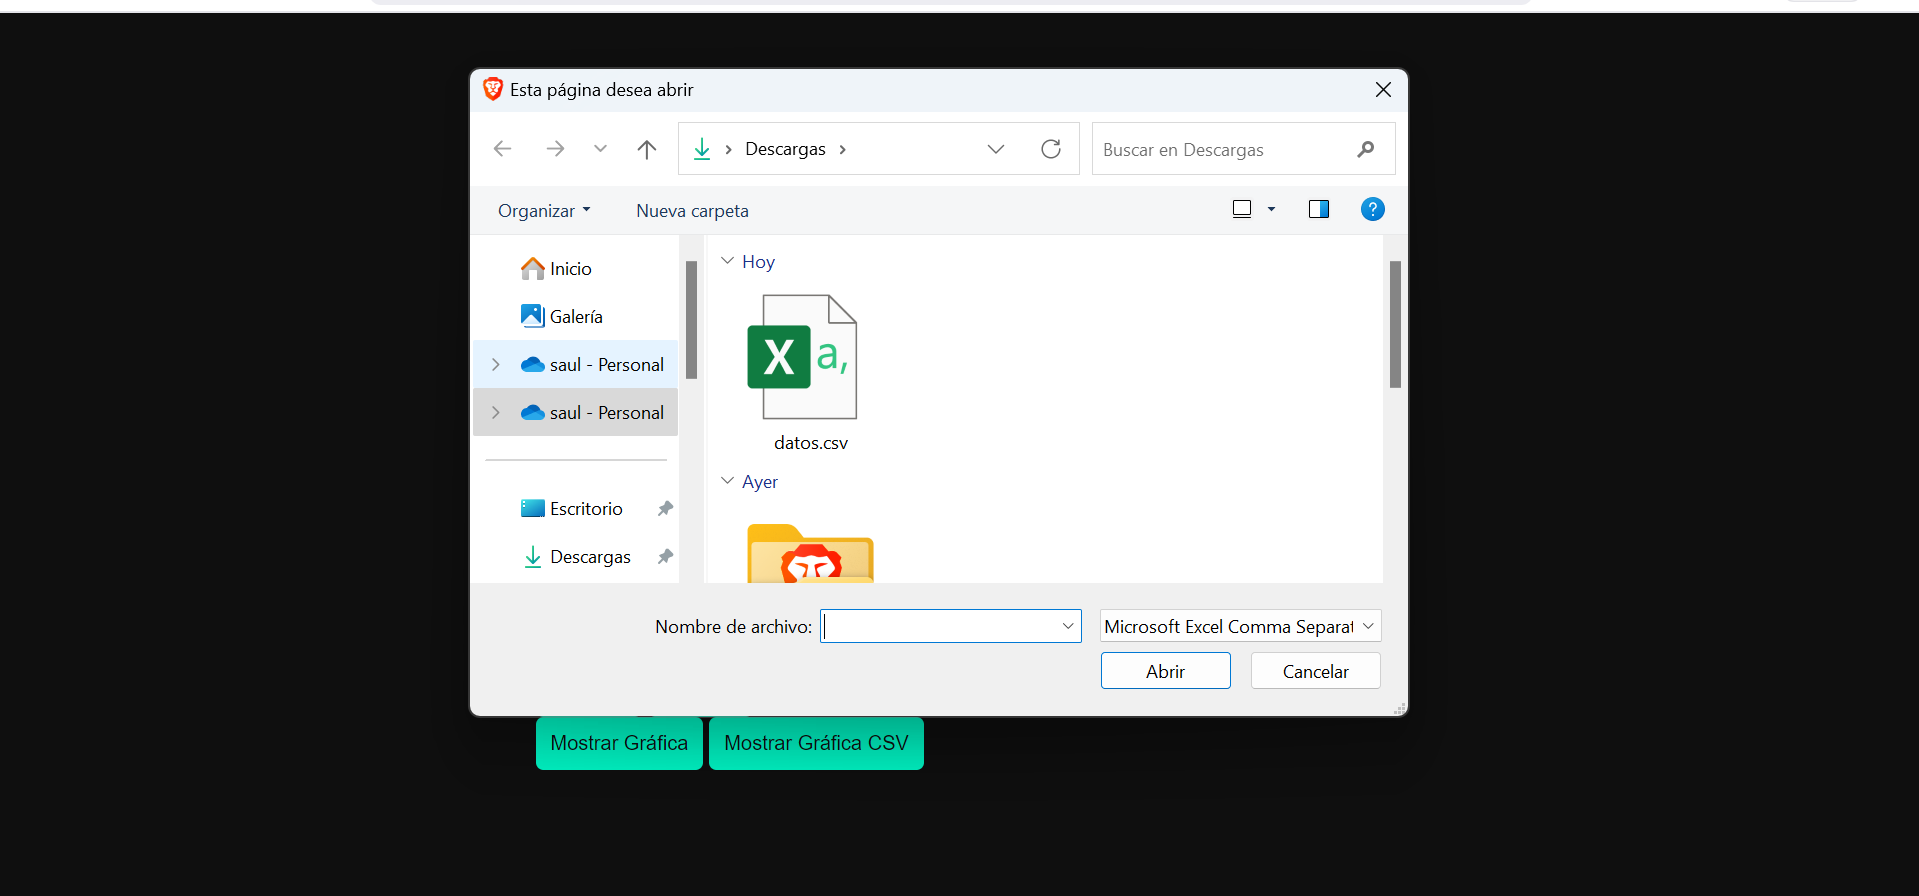 Esta página desea abrir
Descargas
Buscar en Descargas
Organizar
Nueva carpeta
Inicio
Galería
saul - Personal
saul - Personal
Escritorio
Descargas
Hoy
X a,
datos.csv
Ayer
Nombre de archivo:
Microsoft Excel Comma Separat
Abrir
Cancelar
Mostrar Gráfica
Mostrar Gráfica CSV